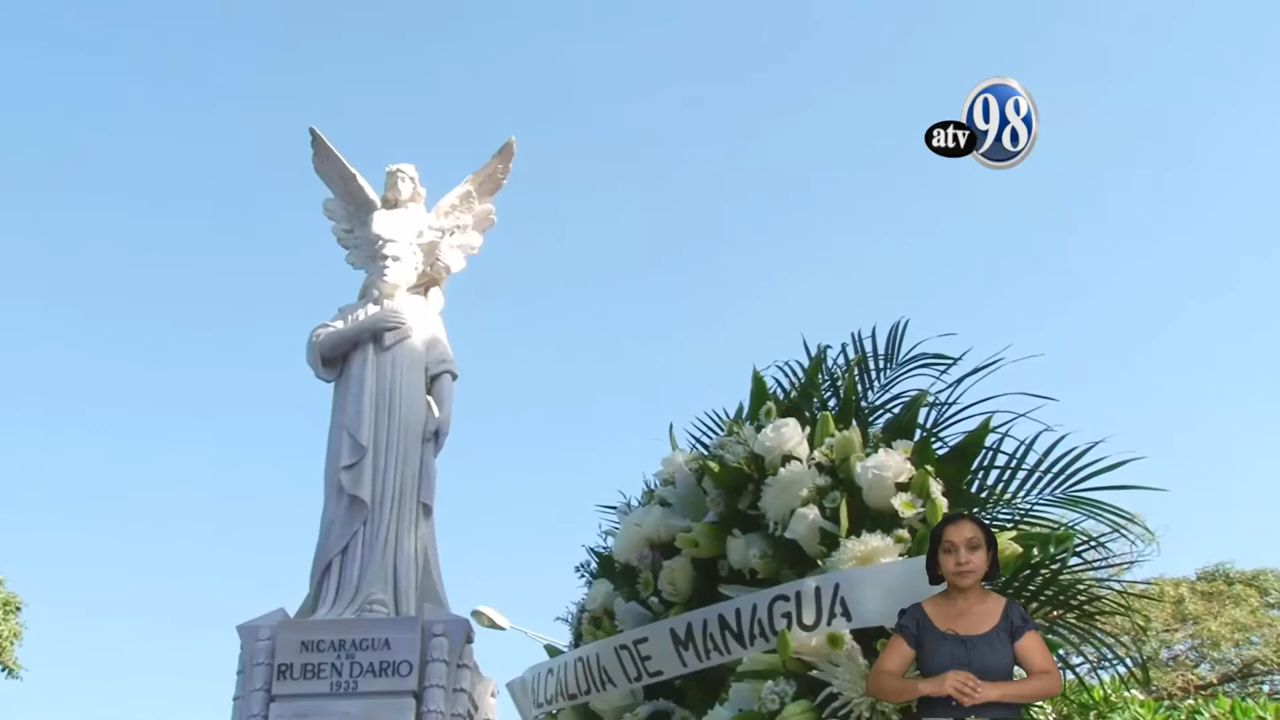 atv 98
NICARAGUA
A SU
RUBEN DARIO
1933
ALCALDIA DE MANAGUA